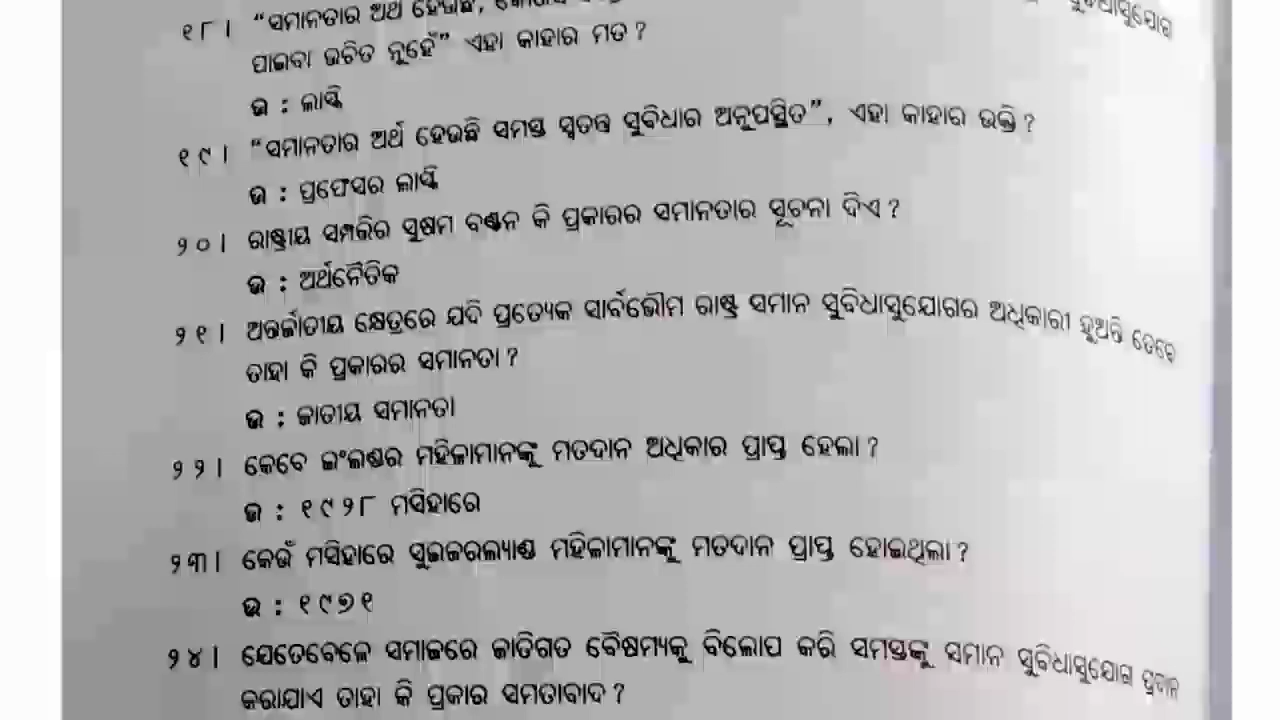 ୧୮। “ସମାନତାର ଅର୍ଥ ହେଉଛି,
ପାଇବା ଉଚିତ ନୁହେଁ” ଏହା କାହାର ମତ ?
ଉ : ଲାସ୍କି
୧୯। “ସମାନତାର ଅର୍ଥ ହେଉଛି ସମସ୍ତ ସ୍ୱତନ୍ତ୍ର ସୁବିଧାର ଅନୁପସ୍ଥିତ”, ଏହା କାହାର ଉକ୍ତି ?
ଉ : ପ୍ରଫେସର ଲାସ୍କି
୨୦। ରାଷ୍ଟ୍ରୀୟ ସମ୍ପତ୍ତିର ସୁଷମ ବଣ୍ଟନ କି ପ୍ରକାରର ସମାନତାର ସୂଚନା ଦିଏ ?
ଉ : ଅର୍ଥନୈତିକ
୨୧। ଅନ୍ତର୍ଜାତୀୟ କ୍ଷେତ୍ରରେ ଯଦି ପ୍ରତ୍ୟେକ ସାର୍ବଭୌମ ରାଷ୍ଟ୍ର ସମାନ ସୁବିଧାସୁଯୋଗର ଅଧିକାରୀ ହୁଅନ୍ତି ତେବେ
ତାହା କି ପ୍ରକାରର ସମାନତା ?
ଉ : ଜାତୀୟ ସମାନତା
୨୨। କେବେ ଇଂଲଣ୍ଡର ମହିଳାମାନଙ୍କୁ ମତଦାନ ଅଧିକାର ପ୍ରାପ୍ତ ହେଲା ?
ଉ : ୧୯୨୮ ମସିହାରେ
୨୩। କେଉଁ ମସିହାରେ ସୁଇଜରଲ୍ୟାଣ୍ଡ ମହିଳାମାନଙ୍କୁ ମତଦାନ ପ୍ରାପ୍ତ ହୋଇଥିଲା ?
ଉ : ୧୯୭୧
୨୪। ଯେତେବେଳେ ସମାଜରେ ଜାତିଗତ ବୈଷମ୍ୟକୁ ବିଲୋପ କରି ସମସ୍ତଙ୍କୁ ସମାନ ସୁବିଧାସୁଯୋଗ ପ୍ରଦାନ
କରାଯାଏ ତାହା କି ପ୍ରକାର ସମତାବାଦ ?